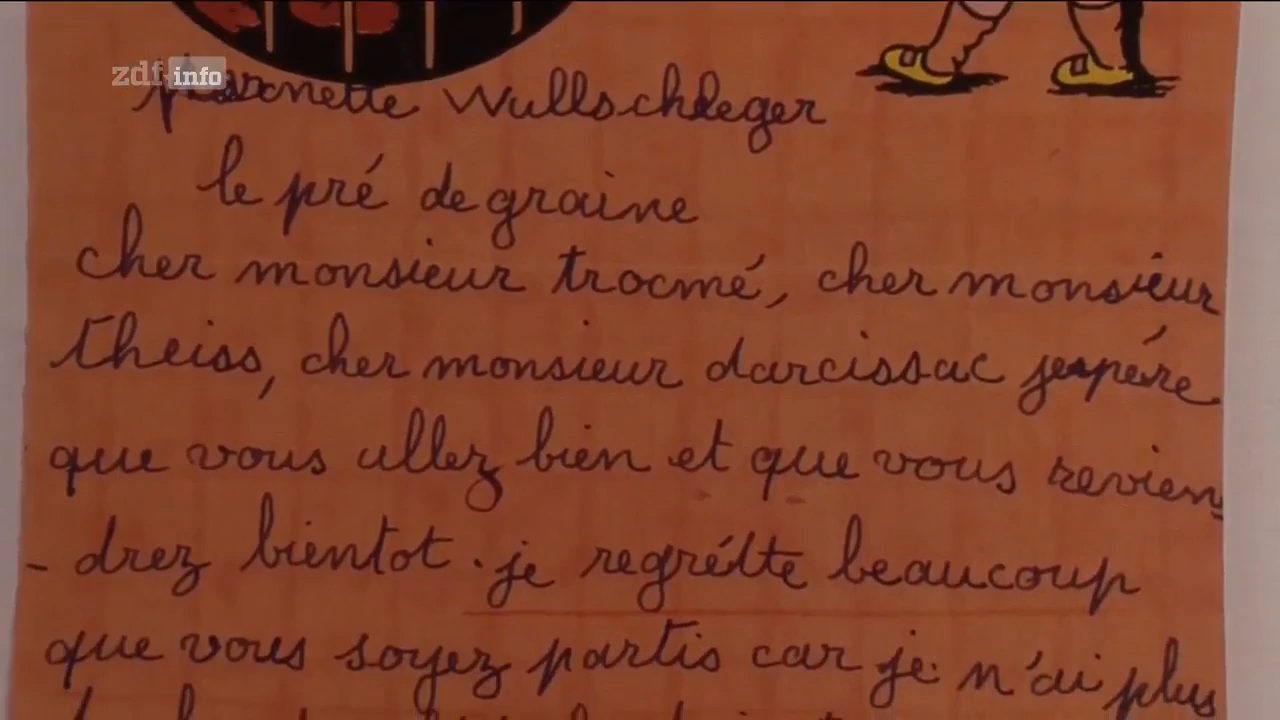 zdf info
Wullschleger
le pré de graine
cher monsieur trocmé, cher monsieur
theiss, cher monsieur darcissac jespére
que vous allez bien et que vous revien-
- drez bientot. je regrétte beaucoup
que vous soyez partis car je n'ai plus